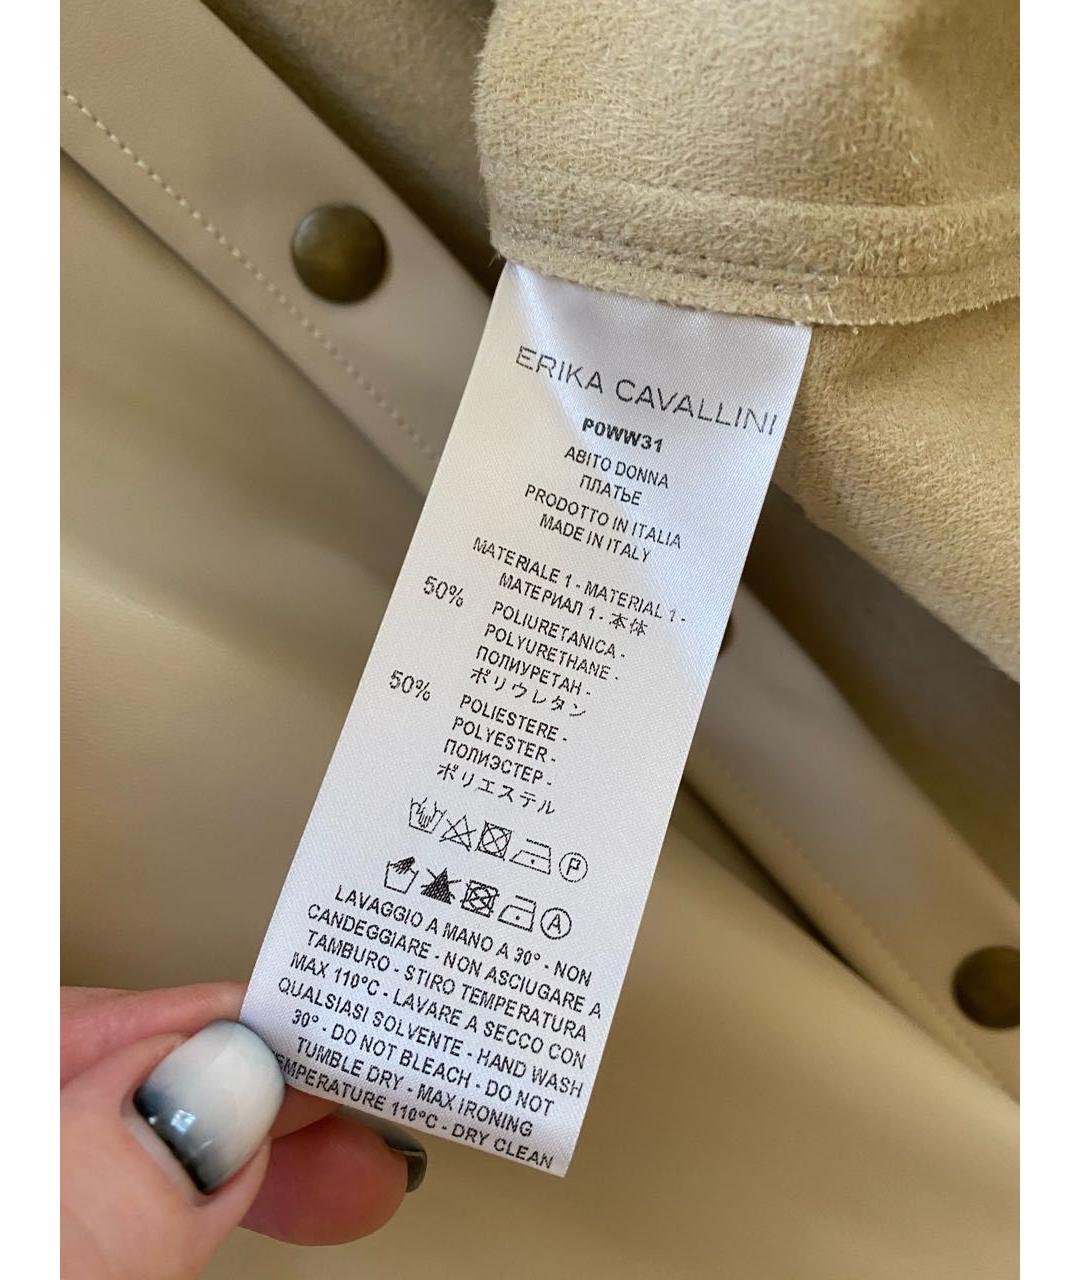 ERIKA CAVALLINI
P0WW31
ABITO DONNA
ПЛАТЬЕ
PRODOTTO IN ITALIA
MADE IN ITALY
MATERIALE 1 - MATERIAL 1 -
МАТЕРИАЛ 1 - 本体
50% POLIURETANICA -
POLYURETHANE -
ПОЛИУРЕТАН -
ポリウレタン
50% POLIESTERE -
POLYESTER -
ПОЛИЭСТЕР -
ポリエステル
P
A
LAVAGGIO A MANO A 30° - NON
CANDEGGIARE - NON ASCIUGARE A
TAMBURO - STIRO TEMPERATURA
MAX 110°C - LAVARE A SECCO CON
QUALSIASI SOLVENTE - HAND WASH
30° - DO NOT BLEACH - DO NOT
TUMBLE DRY - MAX IRONING
TEMPERATURE 110°C - DRY CLEAN